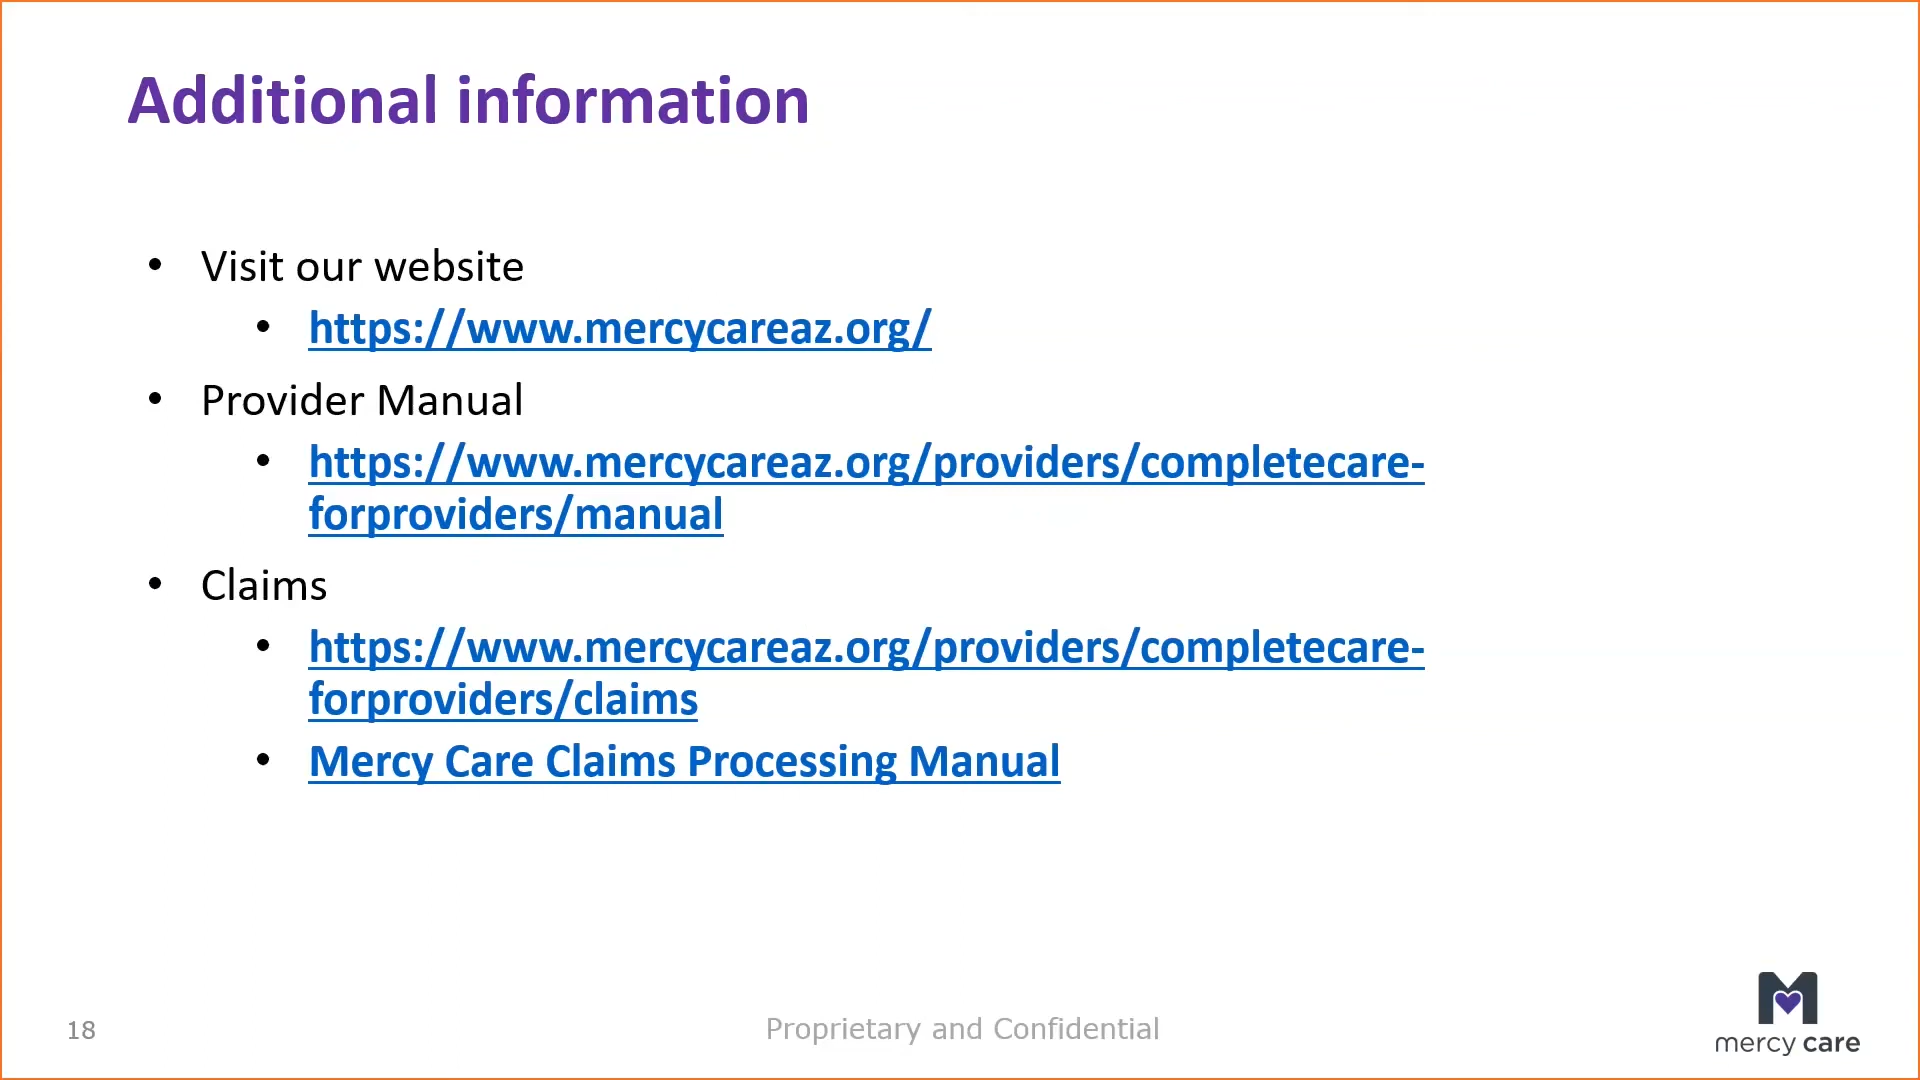 Additional information
• Visit our website
• https://www.mercycareaz.org/
• Provider Manual
• https://www.mercycareaz.org/providers/completecare-
forproviders/manual
• Claims
• https://www.mercycareaz.org/providers/completecare-
forproviders/claims
• Mercy Care Claims Processing Manual
18
Proprietary and Confidential
mercy care